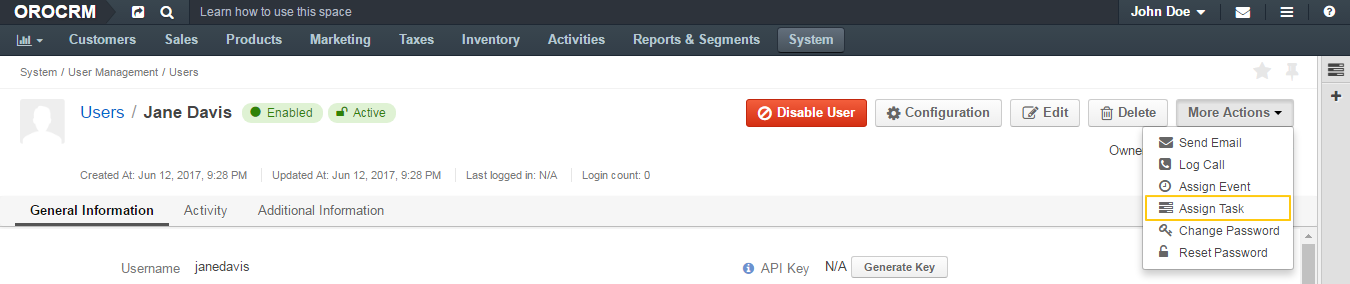 OROCRM Learn how to use this space John Doe
Customers Sales Products Marketing Taxes Inventory Activities Reports & Segments System
System / User Management / Users
Users / Jane Davis Enabled Active Disable User Configuration Edit Delete More Actions
Send Email
Owne
Log Call
Created At: Jun 12, 2017, 9:28 PM Updated At: Jun 12, 2017, 9:28 PM Last logged in: N/A Login count: 0
Assign Event
General Information Activity Additional Information
Assign Task
Change Password
Reset Password
Username janedavis API Key N/A Generate Key